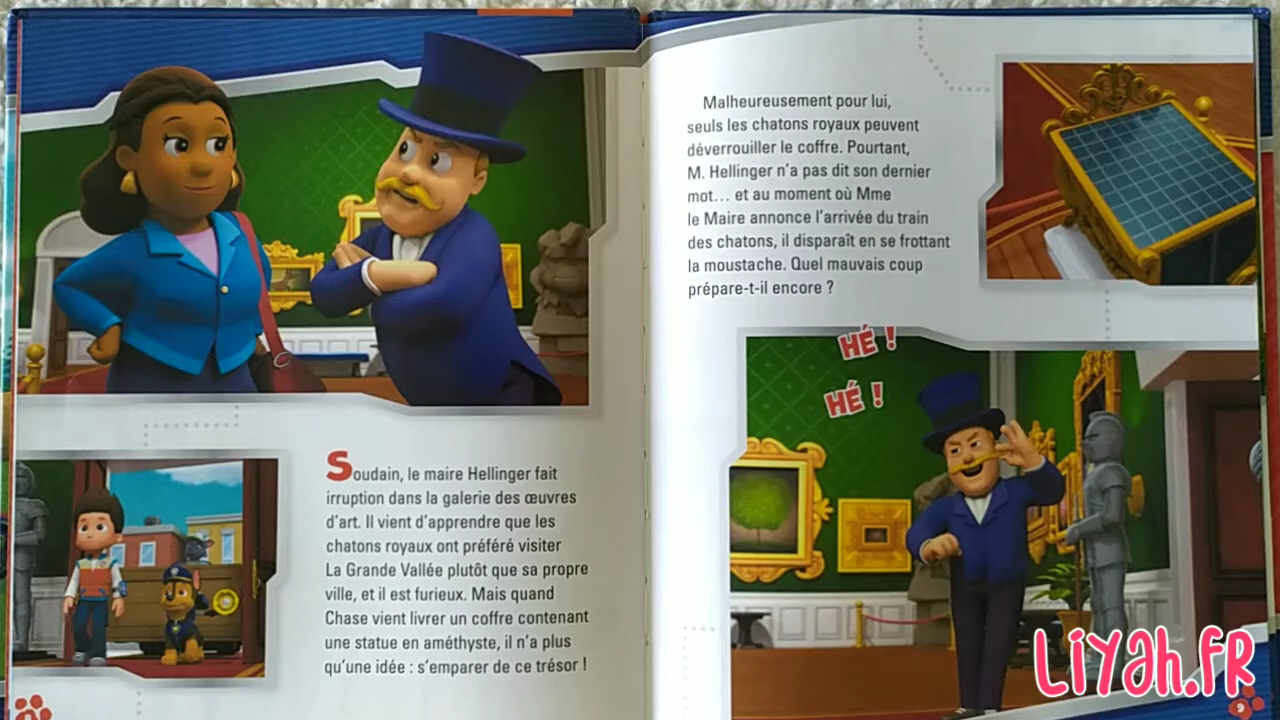 Soudain, le maire Hellinger fait
irruption dans la galerie des œuvres
d'art. Il vient d'apprendre que les
chatons royaux ont préféré visiter
La Grande Vallée plutôt que sa propre
ville, et il est furieux. Mais quand
Chase vient livrer un coffre contenant
une statue en améthyste, il n'a plus
qu'une idée : s'emparer de ce trésor !
Malheureusement pour lui,
seuls les chatons royaux peuvent
déverrouiller le coffre. Pourtant,
M. Hellinger n'a pas dit son dernier
mot... et au moment où Mme
le Maire annonce l'arrivée du train
des chatons, il disparaît en se frottant
la moustache. Quel mauvais coup
prépare-t-il encore ?
HÉ !
HÉ !
LiYah.FR
9